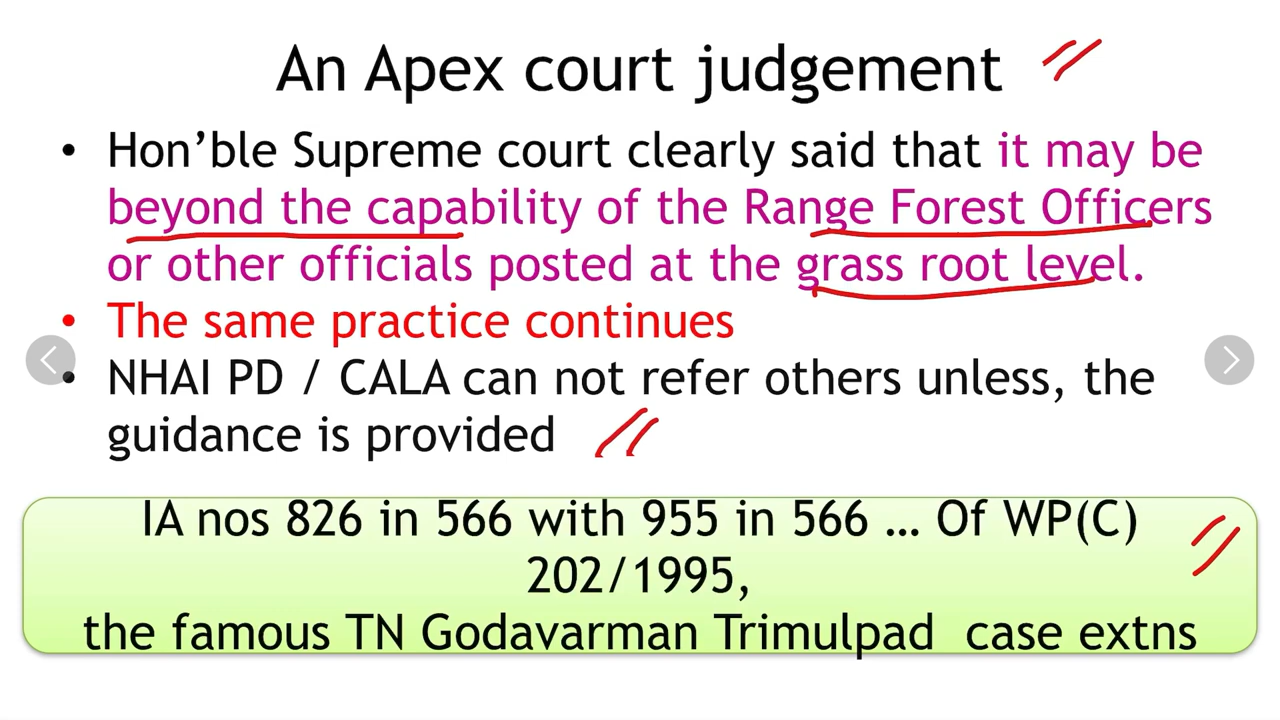 An Apex court judgement
• Hon’ble Supreme court clearly said that it may be
beyond the capability of the Range Forest Officers
or other officials posted at the grass root level.
• The same practice continues
• NHAI PD / CALA can not refer others unless, the
guidance is provided
IA nos 826 in 566 with 955 in 566 … Of WP(C)
202/1995,
the famous TN Godavarman Trimulpad case extns